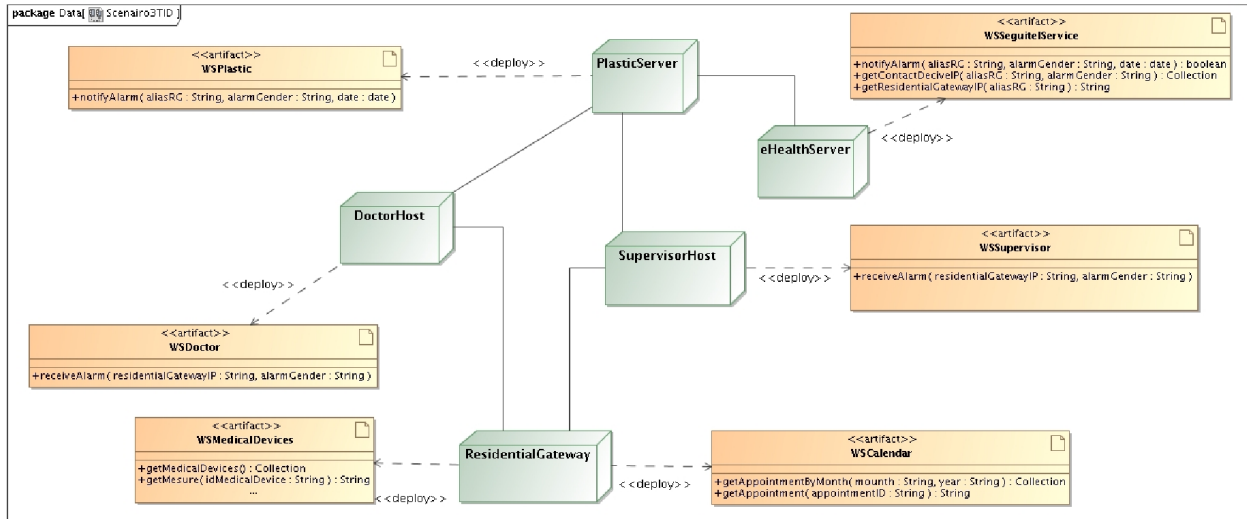 package Data[ Scenairo3TID ]
<<artifact>>
WSPlastic
+notifyAlarm( aliasRG : String, alarmGender : String, date : date )
<<deploy>>
PlasticServer
<<artifact>>
WSSeguitelService
+notifyAlarm( aliasRG : String, alarmGender : String, date : date ) : boolean
+getContactDeciveIP( aliasRG : String, alarmGender : String ) : Collection
+getResidentialGatewayIP( aliasRG : String ) : String
<<deploy>>
eHealthServer
DoctorHost
<<deploy>>
SupervisorHost
<<deploy>>
<<artifact>>
WSSupervisor
+receiveAlarm( residentialGatewayIP : String, alarmGender : String )
<<artifact>>
WSDoctor
+receiveAlarm( residentialGatewayIP : String, alarmGender : String )
<<artifact>>
WSMedicalDevices
+getMedicalDevices() : Collection
+getMesure( idMedicalDevice : String ) : String
...
<<deploy>>
ResidentialGateway
<<deploy>>
<<artifact>>
WSCalendar
+getAppointmentByMonth( mounth : String, year : String ) : Collection
+getAppointment( appointmentID : String ) : String